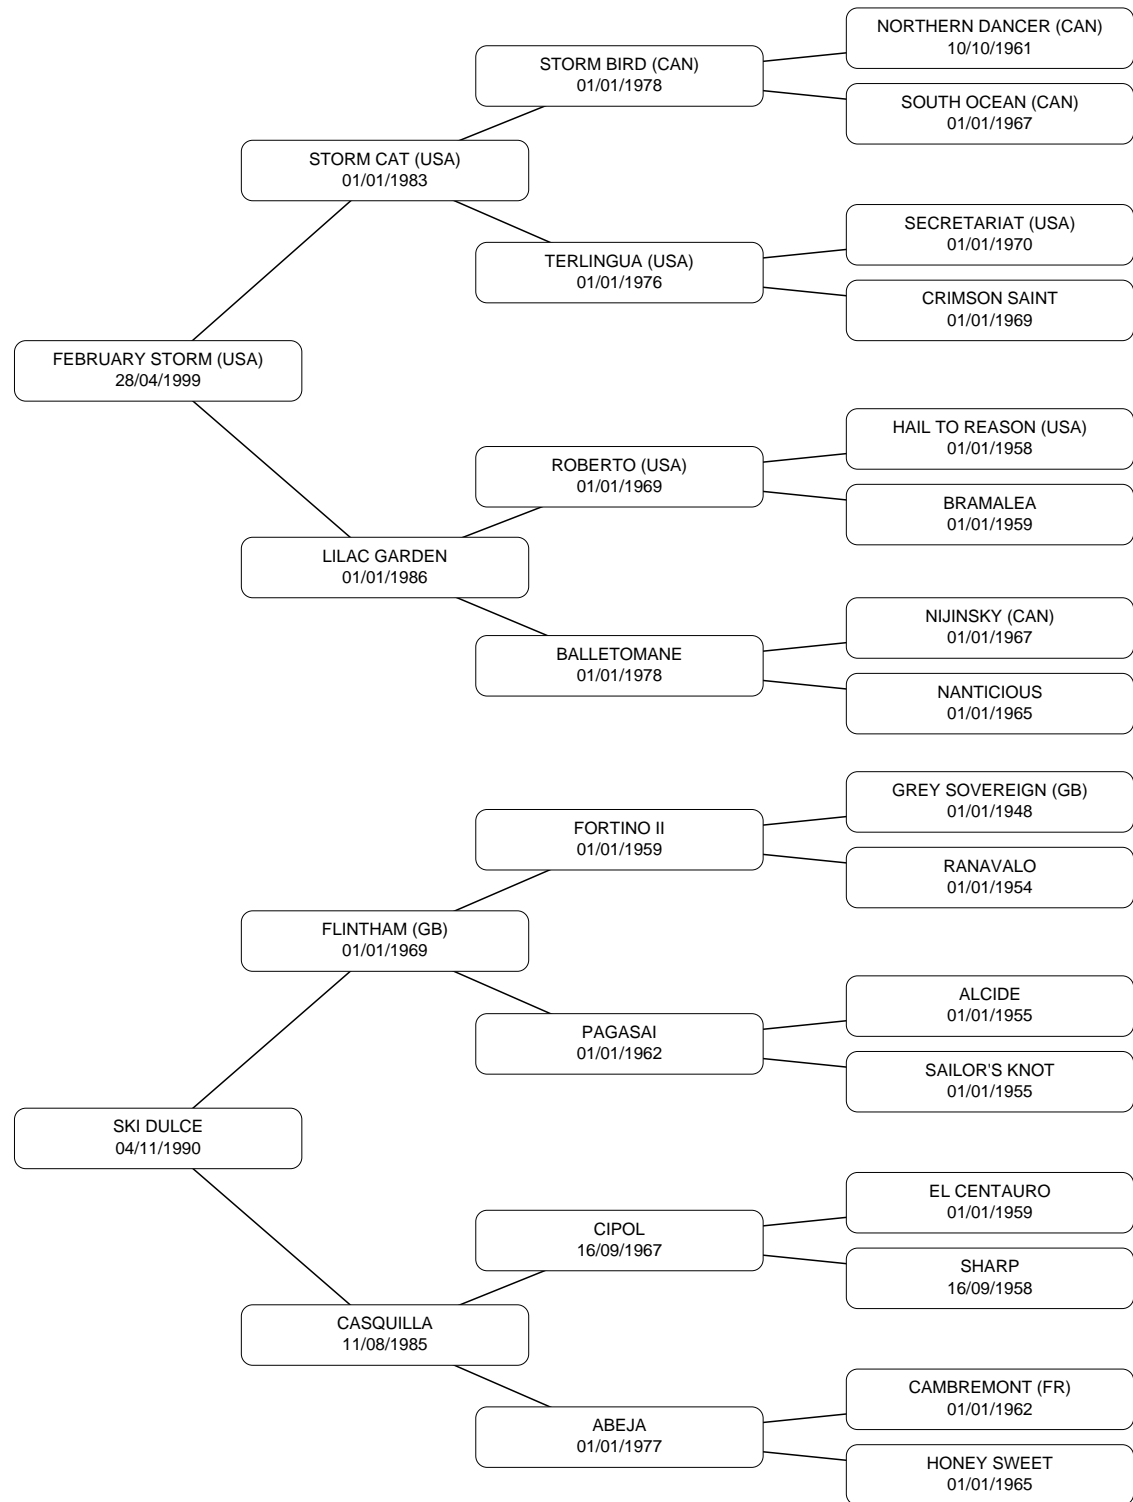 NORTHERN DANCER (CAN)
10/10/1961
STORM BIRD (CAN)
01/01/1978
SOUTH OCEAN (CAN)
01/01/1967
STORM CAT (USA)
01/01/1983
SECRETARIAT (USA)
01/01/1970
TERLINGUA (USA)
01/01/1976
CRIMSON SAINT
01/01/1969
FEBRUARY STORM (USA)
28/04/1999
HAIL TO REASON (USA)
01/01/1958
ROBERTO (USA)
01/01/1969
BRAMALEA
01/01/1959
LILAC GARDEN
01/01/1986
NIJINSKY (CAN)
01/01/1967
BALLETOMANE
01/01/1978
NANTICIOUS
01/01/1965
GREY SOVEREIGN (GB)
01/01/1948
FORTINO II
01/01/1959
RANAVALO
01/01/1954
FLINTHAM (GB)
01/01/1969
ALCIDE
01/01/1955
PAGASAI
01/01/1962
SAILOR'S KNOT
01/01/1955
SKI DULCE
04/11/1990
EL CENTAURO
01/01/1959
CIPOL
16/09/1967
SHARP
16/09/1958
CASQUILLA
11/08/1985
CAMBREMONT (FR)
01/01/1962
ABEJA
01/01/1977
HONEY SWEET
01/01/1965